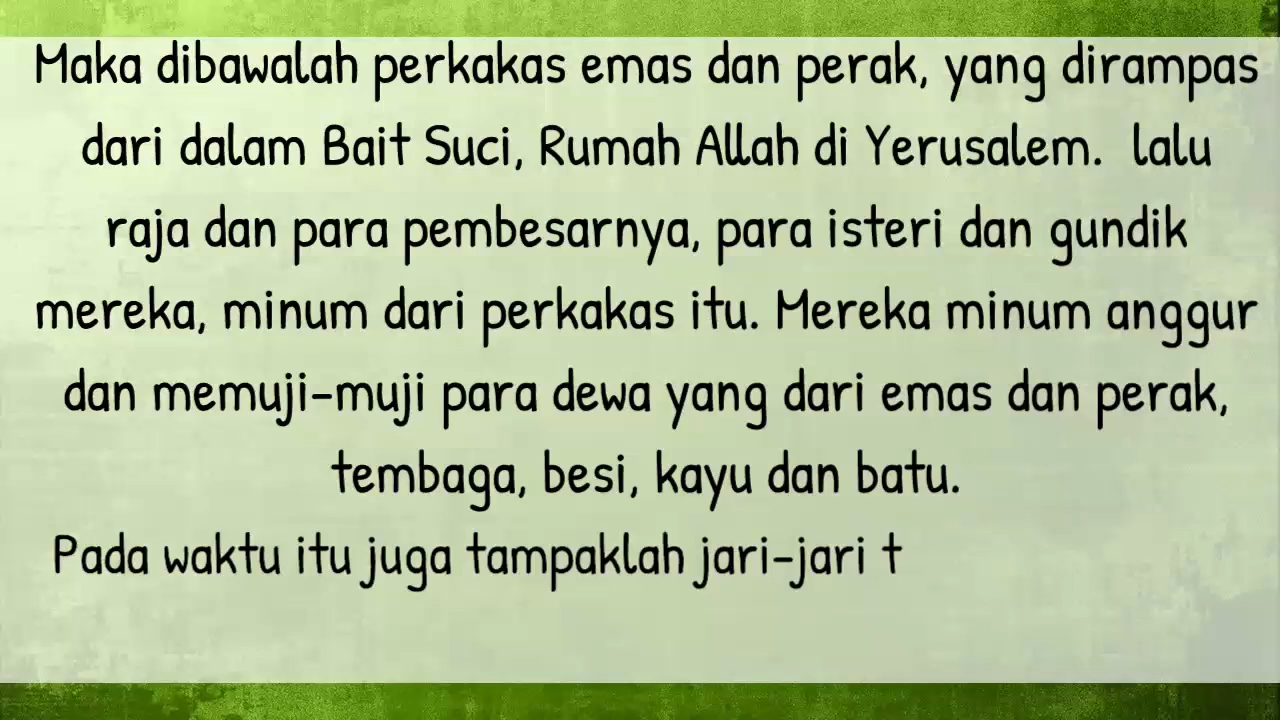 Maka dibawalah perkakas emas dan perak, yang dirampas
dari dalam Bait Suci, Rumah Allah di Yerusalem.  lalu
raja dan para pembesarnya, para isteri dan gundik
mereka, minum dari perkakas itu. Mereka minum anggur
dan memuji-muji para dewa yang dari emas dan perak,
tembaga, besi, kayu dan batu.
Pada waktu itu juga tampaklah jari-jari t